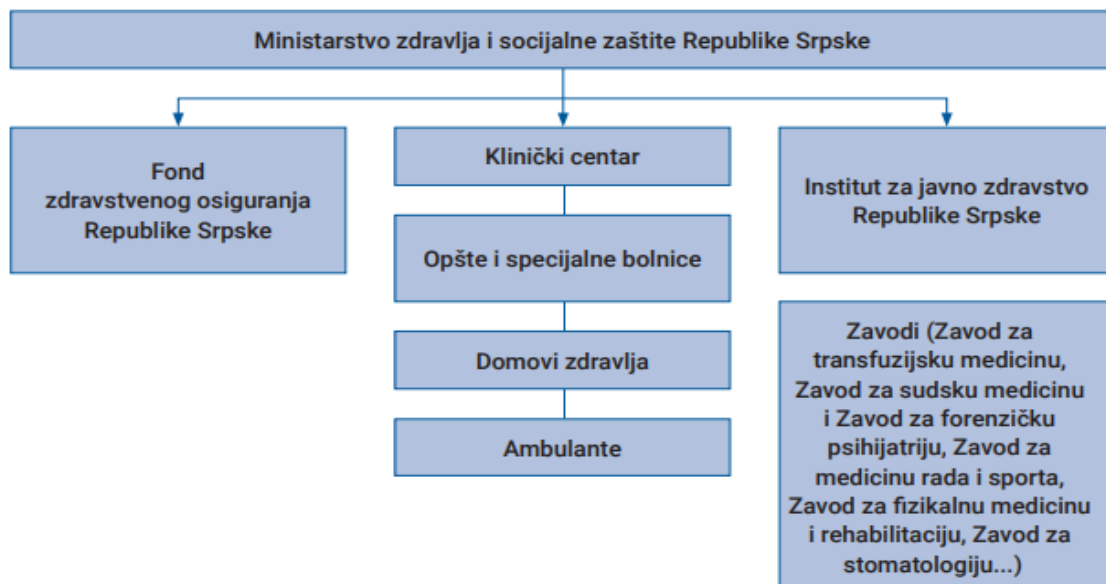 Ministarstvo zdravlja i socijalne zaštite Republike Srpske
Fond
zdravstvenog osiguranja
Republike Srpske
Klinički centar
Opšte i specijalne bolnice
Domovi zdravlja
Ambulante
Institut za javno zdravstvo
Republike Srpske
Zavodi (Zavod za
transfuzijsku medicinu,
Zavod za sudsku medicinu
i Zavod za forenzičku
psihijatriju, Zavod za
medicinu rada i sporta,
Zavod za fizikalnu medicinu
i rehabilitaciju, Zavod za
stomatologiju...)